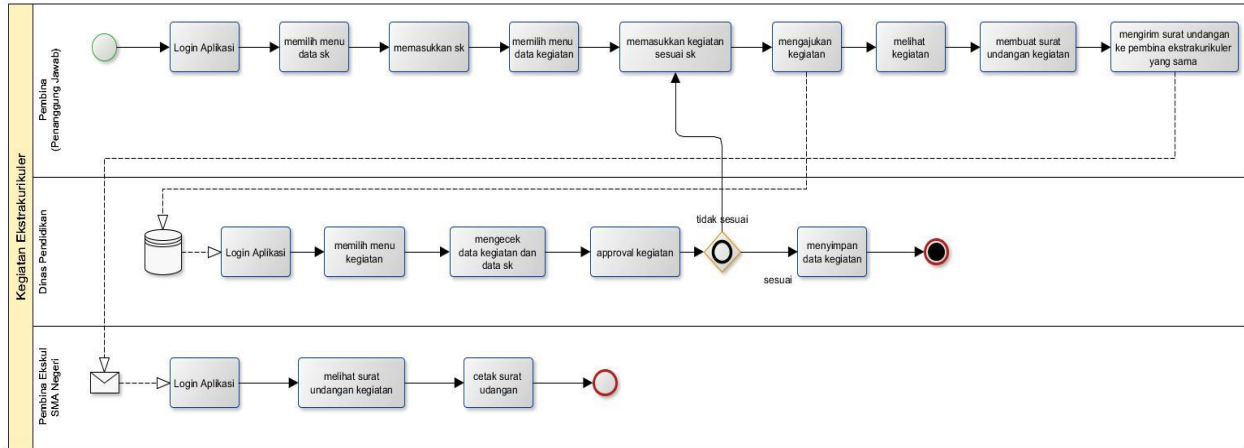 Kegiatan Ekstrakurikuler
Pembina
(Penanggung Jawab)
Login Aplikasi
memilih menu
data sk
memasukkan sk
memilih menu
data kegiatan
memasukkan kegiatan
sesuai sk
mengajukan
kegiatan
melihat
kegiatan
membuat surat
undangan kegiatan
mengirim surat undangan
ke pembina ekstrakurikuler
yang sama
Dinas Pendidikan
Login Aplikasi
memilih menu
kegiatan
mengecek
data kegiatan dan
data sk
approval kegiatan
tidak sesuai
sesuai
menyimpan
data kegiatan
Pembina Ekskul
SMA Negeri
Login Aplikasi
melihat surat
undangan kegiatan
cetak surat
udangan